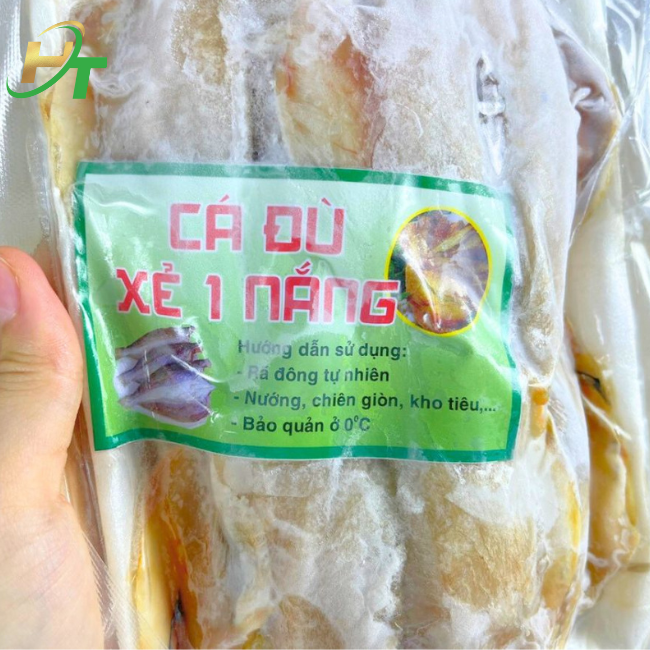 HT
CÁ ĐÙ
XẺ 1 NẮNG
Hướng dẫn sử dụng:
- Rã đông tự nhiên
- Nướng, chiên giòn, kho tiêu,...
- Bảo quản ở 0°C